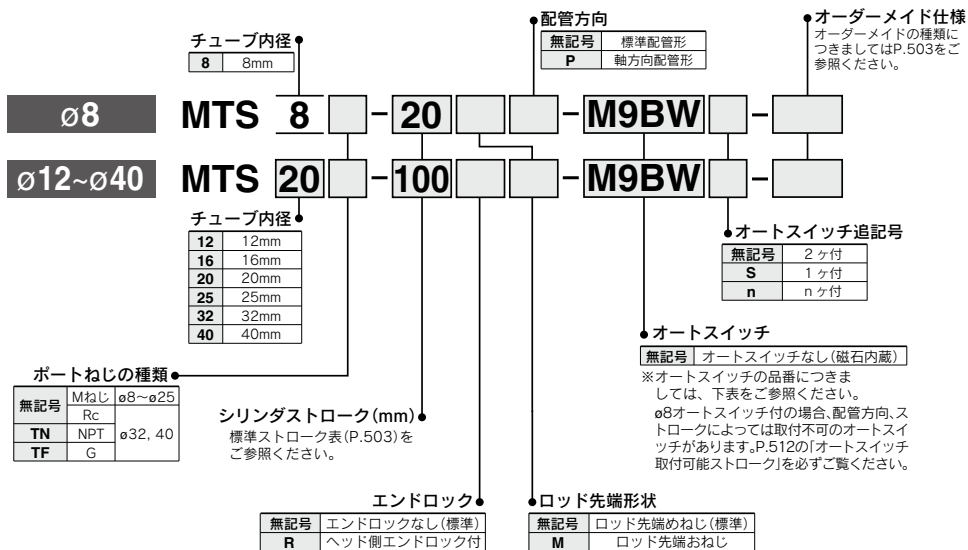 配管方向
無記号 標準配管形
P 軸方向配管形
オーダーメイド仕様
オーダーメイドの種類に
つきましてはP.503をご
参照ください。
チューブ内径
8 8mm
ø8 MTS 8 - 20 - M9BW -
ø12~ø40 MTS 20 - 100 - M9BW -
チューブ内径
12 12mm
16 16mm
20 20mm
25 25mm
32 32mm
40 40mm
オートスイッチ追記号
無記号 2ヶ付
S 1ヶ付
n nヶ付
オートスイッチ
無記号 オートスイッチなし(磁石内蔵)
※オートスイッチの品番につきま
しては、下表をご参照ください。
ø8オートスイッチ付の場合、配管方向、ス
トロークによっては取付不可のオートスイ
ッチがあります。P.512の「オートスイッチ
取付可能ストローク」を必ずご覧ください。
ポートねじの種類
無記号 Mねじ ø8～ø25
Rc ø32, 40
TN NPT
TF G
シリンダストローク(mm)
標準ストローク表(P.503)を
ご参照ください。
エンドロック
無記号 エンドロックなし(標準)
R ヘッド側エンドロック付
ロッド先端形状
無記号 ロッド先端めねじ(標準)
M ロッド先端おねじ